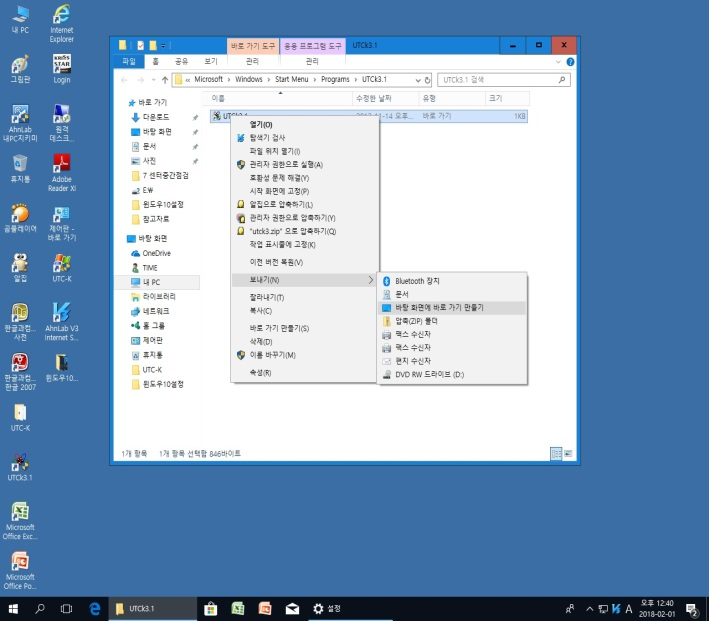 내 PC
Internet
Explorer
그림판
KRISS
STAR
Login
AhnLab
내PC지키미
원격
데스크...
휴지통
Adobe
Reader XI
곰플레이어
제어판 -
바로 가기
알집
UTC-K
한글과컴...
사전
AhnLab V3
Internet S...
한글과컴...
한글 2007
윈도우10...
UTC-K
UTCk3.1
Microsoft
Office Exc...
Microsoft
Office Po...
바로 가기 도구
응용 프로그램 도구
UTCk3.1
파일
홈
공유
보기
관리
관리
« Microsoft › Windows › Start Menu › Programs › UTCk3.1
UTCk3.1 검색
이름
수정한 날짜
유형
크기
바로 가기
1KB
바로 가기
다운로드
바탕 화면
문서
사진
7 센터중간점검
E.₩
윈도우10설정
참고자료
바탕 화면
OneDrive
TIME
내 PC
라이브러리
네트워크
홈 그룹
제어판
휴지통
UTC-K
윈도우10설정
열기(O)
탐색기 검사
파일 위치 열기(I)
관리자 권한으로 실행(A)
호환성 문제 해결(Y)
시작 화면에 고정(P)
알집으로 압축하기(L)
관리자 권한으로 압축하기(Y)
"utck3.zip" 으로 압축하기(Q)
작업 표시줄에 고정(K)
이전 버전 복원(V)
보내기(N)
잘라내기(T)
복사(C)
바로 가기 만들기(S)
삭제(D)
이름 바꾸기(M)
속성(R)
Bluetooth 장치
문서
바탕 화면에 바로 가기 만들기
압축(ZIP) 폴더
팩스 수신자
팩스 수신자
편지 수신자
DVD RW 드라이브 (D:)
1개 항목
1개 항목 선택함 846바이트
UTCk3.1
설정
A
오후 12:40
2018-02-01
2